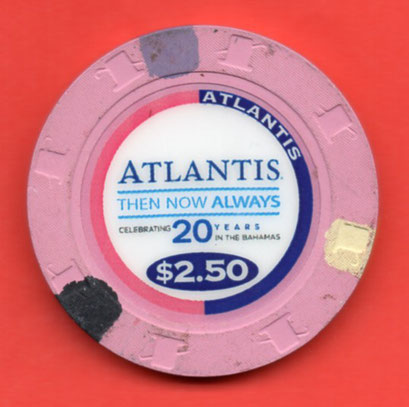 ATLANTIS
ATLANTIS
THEN NOW ALWAYS
CELEBRATING 20 YEARS
IN THE BAHAMAS
$2.50